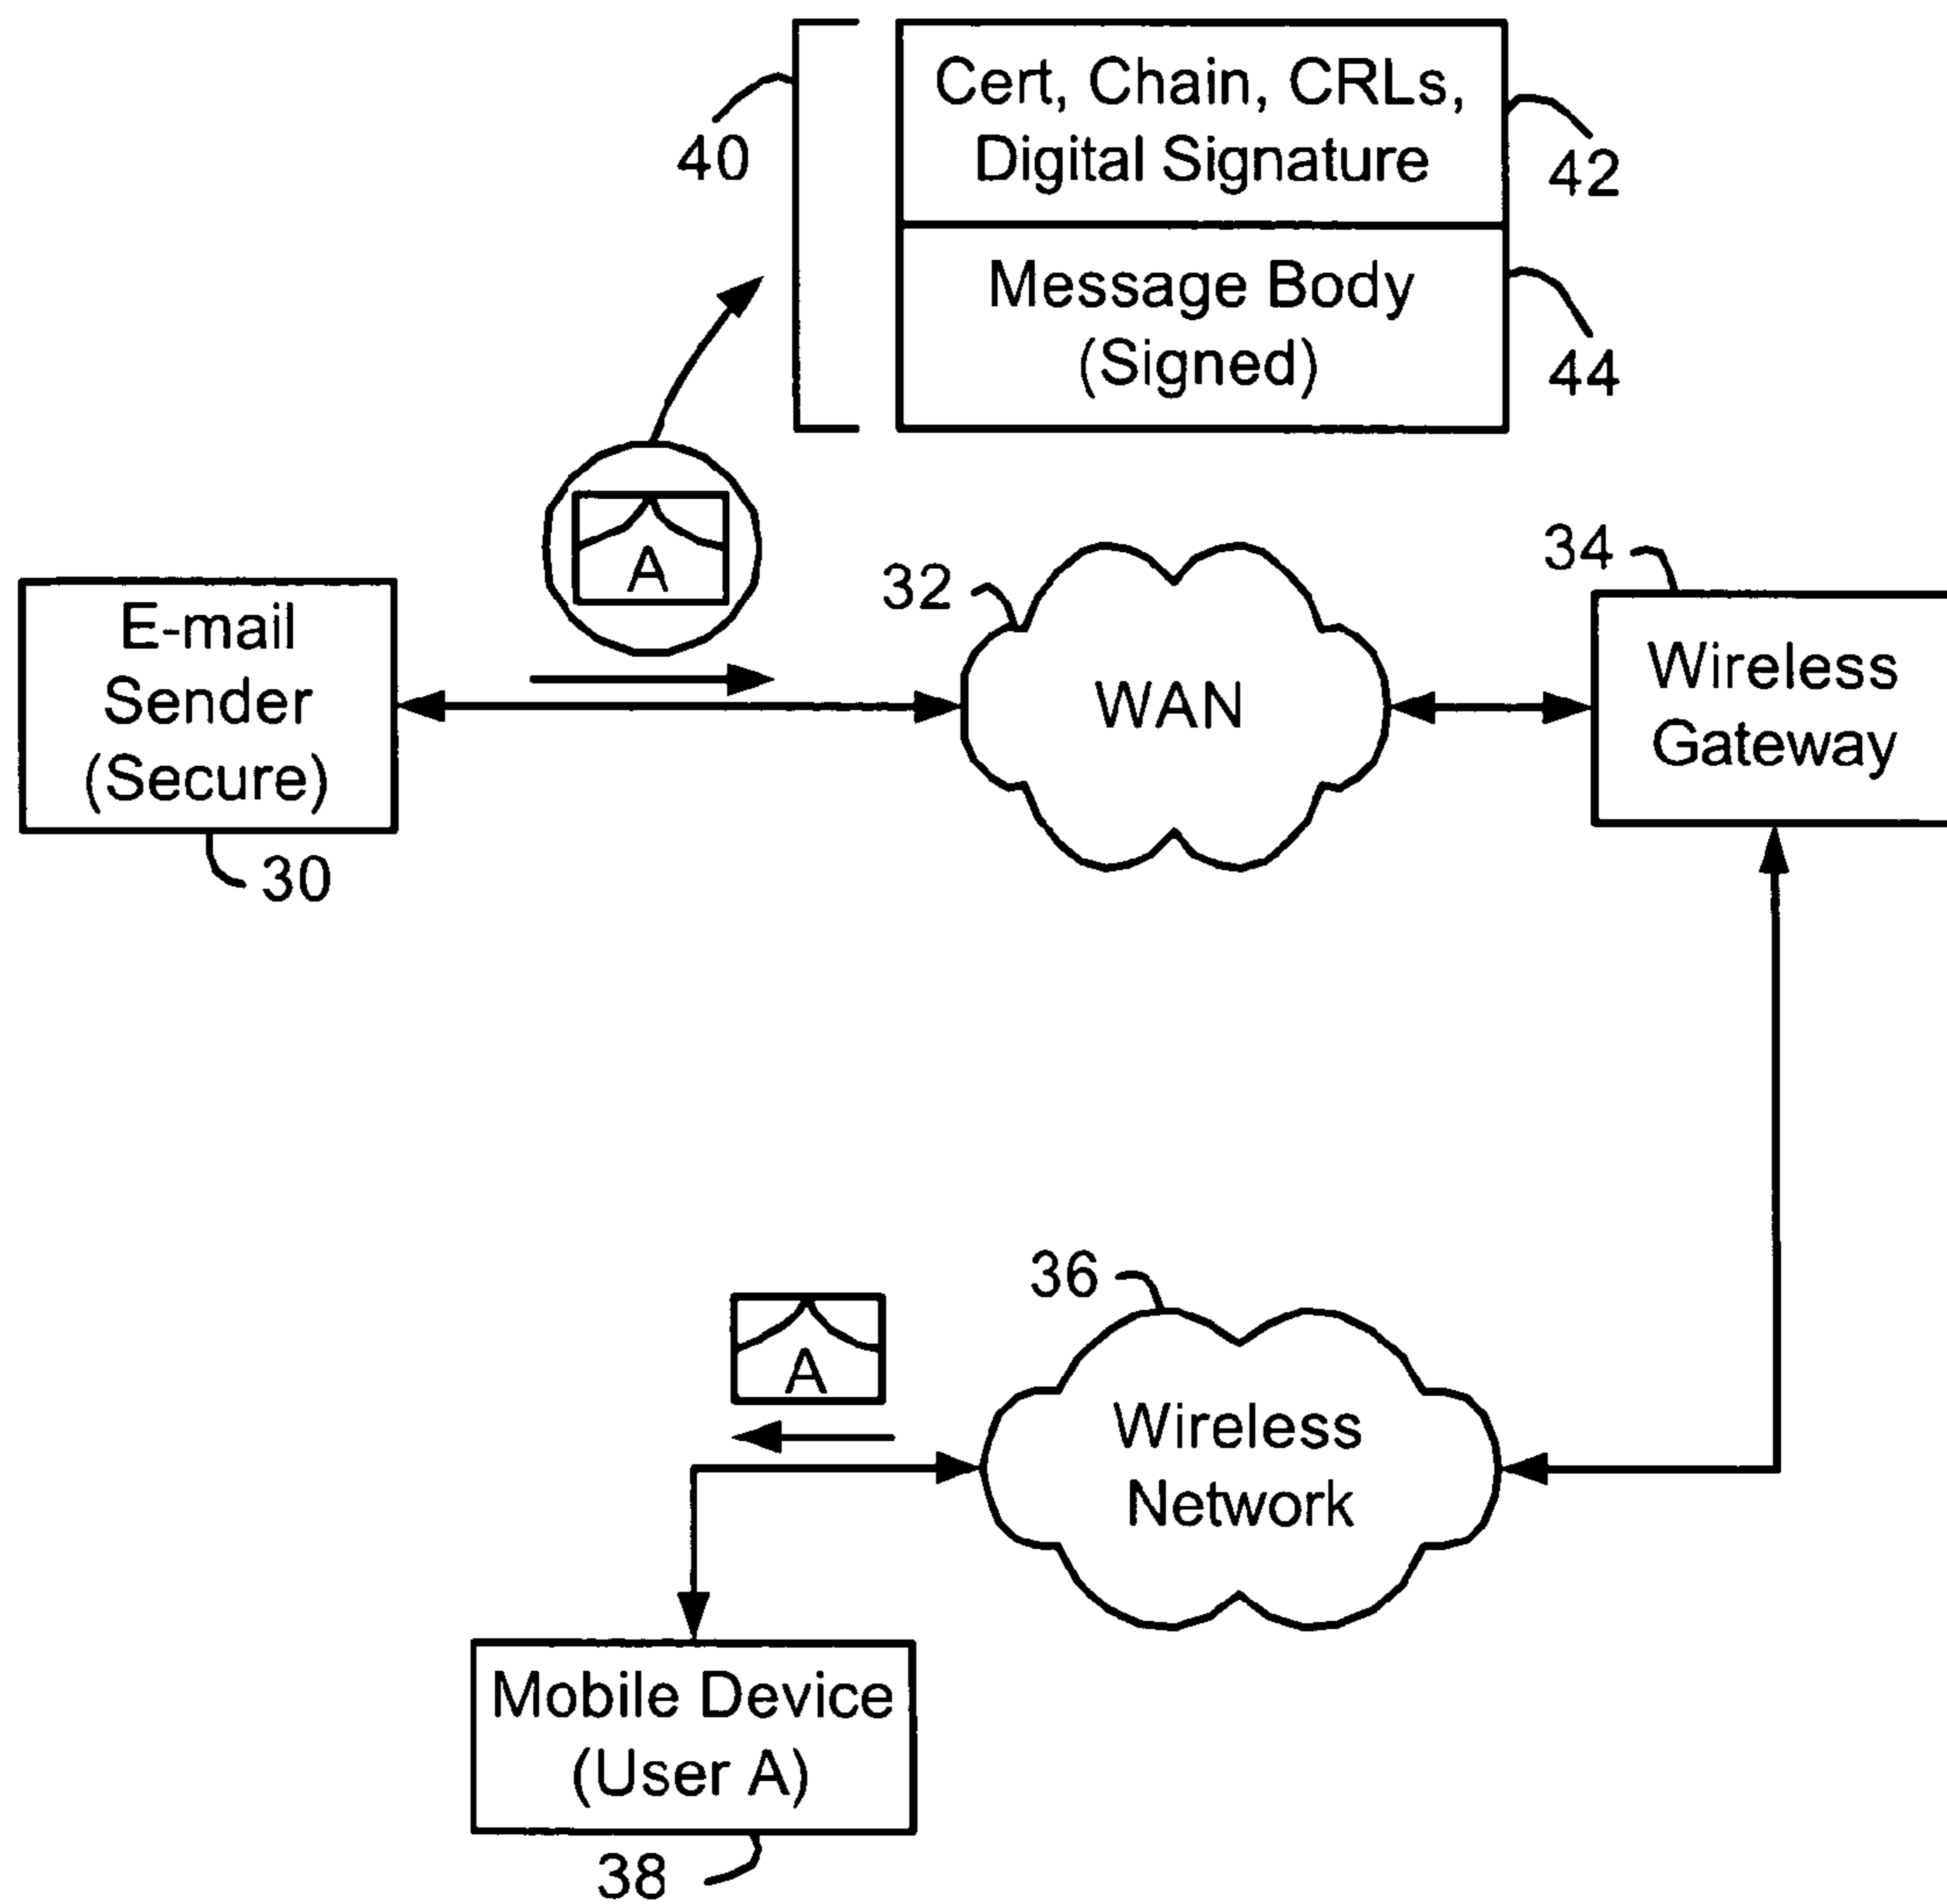 Cert, Chain, CRLs,
Digital Signature
40
42
Message Body
(Signed)
44
A
E-mail
Sender
(Secure)
30
32
WAN
34
Wireless
Gateway
36
A
Wireless
Network
Mobile Device
(User A)
38